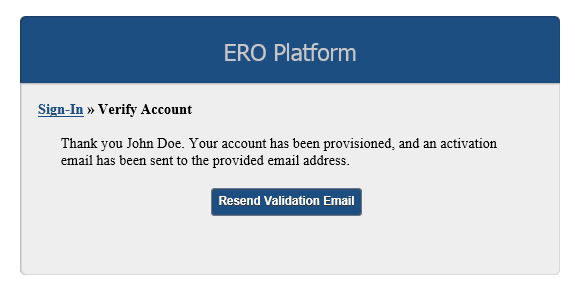 ERO Platform
Sign-In » Verify Account
Thank you John Doe. Your account has been provisioned, and an activation
email has been sent to the provided email address.
Resend Validation Email